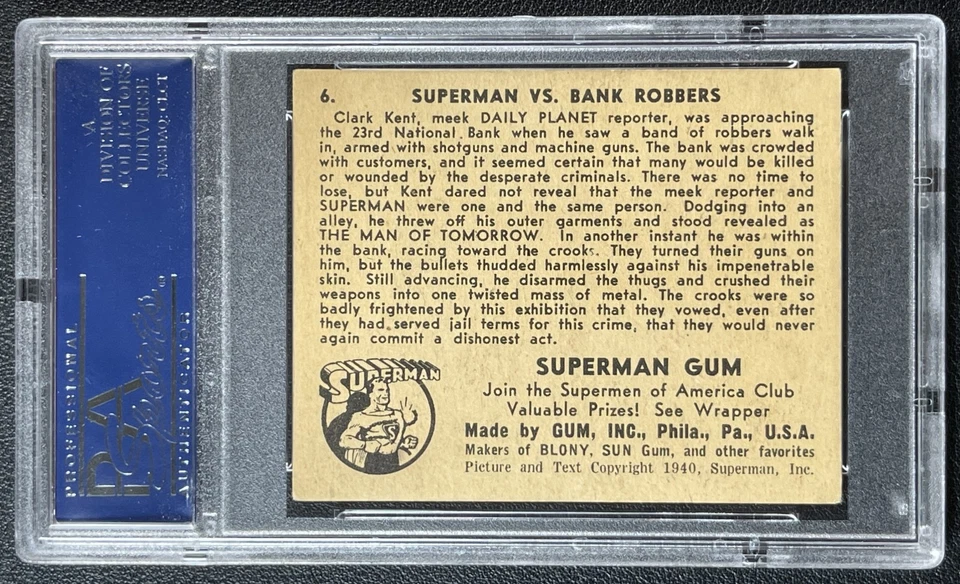 A
DIVISION OF
COLLECTORS
UNIVERSE
NASDAQ: CLCT
PROFESSIONAL
PSA
SPORTS
AUTHENTICATOR
6. SUPERMAN VS. BANK ROBBERS
Clark Kent, meek DAILY PLANET reporter, was approaching
the 23rd National Bank when he saw a band of robbers walk
in, armed with shotguns and machine guns. The bank was crowded
with customers, and it seemed certain that many would be killed
or wounded by the desperate criminals. There was no time to
lose, but Kent dared not reveal that the meek reporter and
SUPERMAN were one and the same person. Dodging into an
alley, he threw off his outer garments and stood revealed as
THE MAN OF TOMORROW. In another instant he was within
the bank, racing toward the crooks. They turned their guns on
him, but the bullets thudded harmlessly against his impenetrable
skin. Still advancing, he disarmed the thugs and crushed their
weapons into one twisted mass of metal. The crooks were so
badly frightened by this exhibition that they vowed, even after
they had served jail terms for this crime, that they would never
again commit a dishonest act.
SUPERMAN
SUPERMAN GUM
Join the Supermen of America Club
Valuable Prizes! See Wrapper
Made by GUM, INC., Phila., Pa., U.S.A.
Makers of BLONY, SUN Gum, and other favorites
Picture and Text Copyright 1940, Superman, Inc.